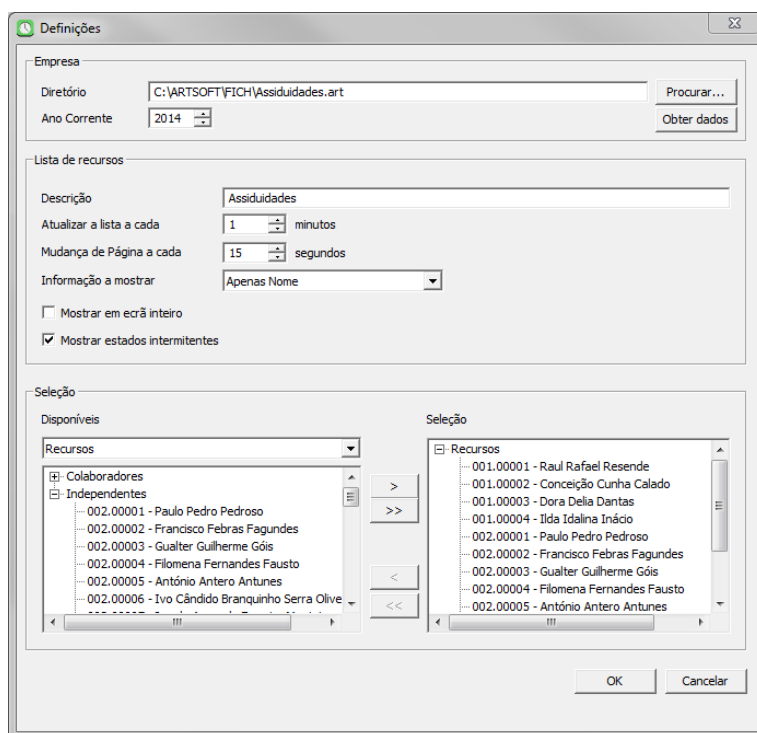 Definições
Empresa
Diretório C:\ARTSOFT\FICH\Assiduidades.art Procurar...
Ano Corrente 2014 Obter dados
Lista de recursos
Descrição Assiduidades
Atualizar a lista a cada 1 minutos
Mudança de Página a cada 15 segundos
Informação a mostrar Apenas Nome
Mostrar em ecrã inteiro
Mostrar estados intermitentes
Seleção
Disponíveis
Recursos
Colaboradores
Independentes
002.00001 - Paulo Pedro Pedroso
002.00002 - Francisco Febras Fagundes
002.00003 - Gualter Guilherme Góis
002.00004 - Filomena Fernandes Fausto
002.00005 - António Antero Antunes
002.00006 - Ivo Cândido Branquinho Serra Olive
>
>>
<
<<
Seleção
Recursos
001.00001 - Raul Rafael Resende
001.00002 - Conceição Cunha Calado
001.00003 - Dora Delia Dantas
001.00004 - Ilda Idalina Inácio
002.00001 - Paulo Pedro Pedroso
002.00002 - Francisco Febras Fagundes
002.00003 - Gualter Guilherme Góis
002.00004 - Filomena Fernandes Fausto
002.00005 - António Antero Antunes
OK Cancelar